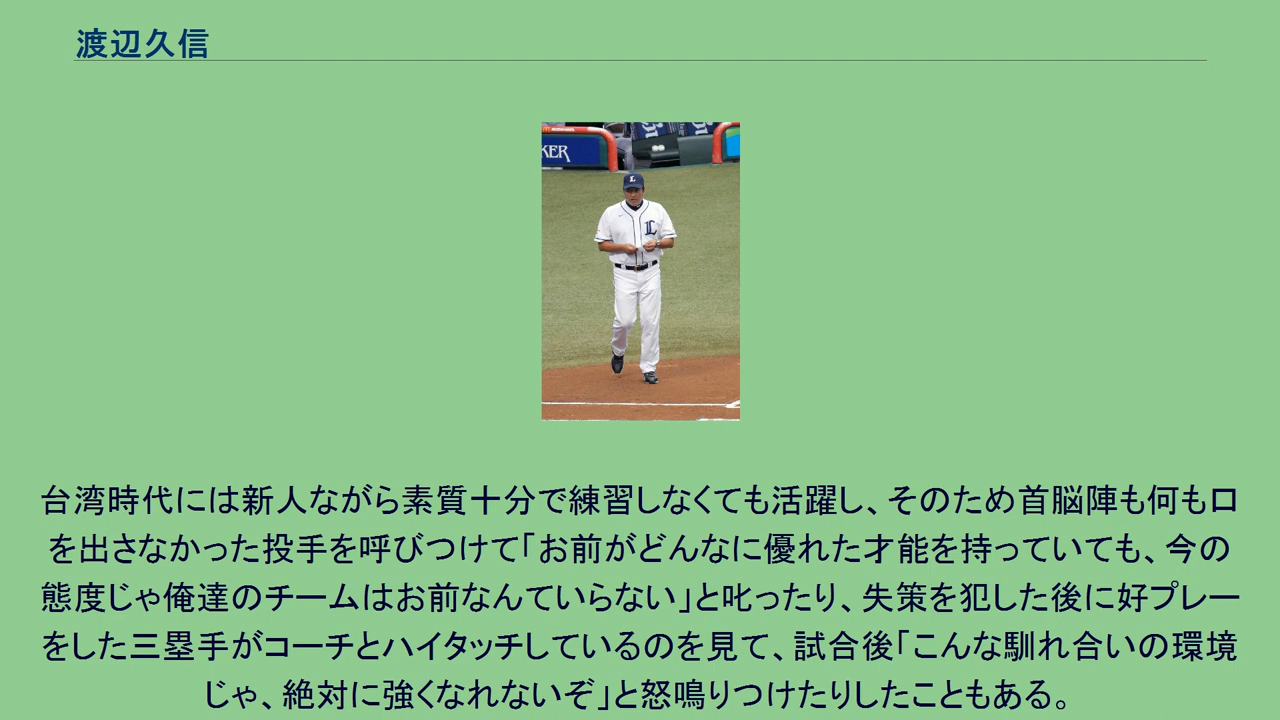 渡辺久信
KER
L
台湾時代には新人ながら素質十分で練習しなくても活躍し、そのため首脳陣も何も口
を出さなかった投手を呼びつけて「お前がどんなに優れた才能を持っていても、今の
態度じゃ俺達のチームはお前なんていらない」と叱ったり、失策を犯した後に好プレー
をした三塁手がコーチとハイタッチしているのを見て、試合後「こんな馴れ合いの環境
じゃ、絶対に強くなれないぞ」と怒鳴りつけたりしたこともある。